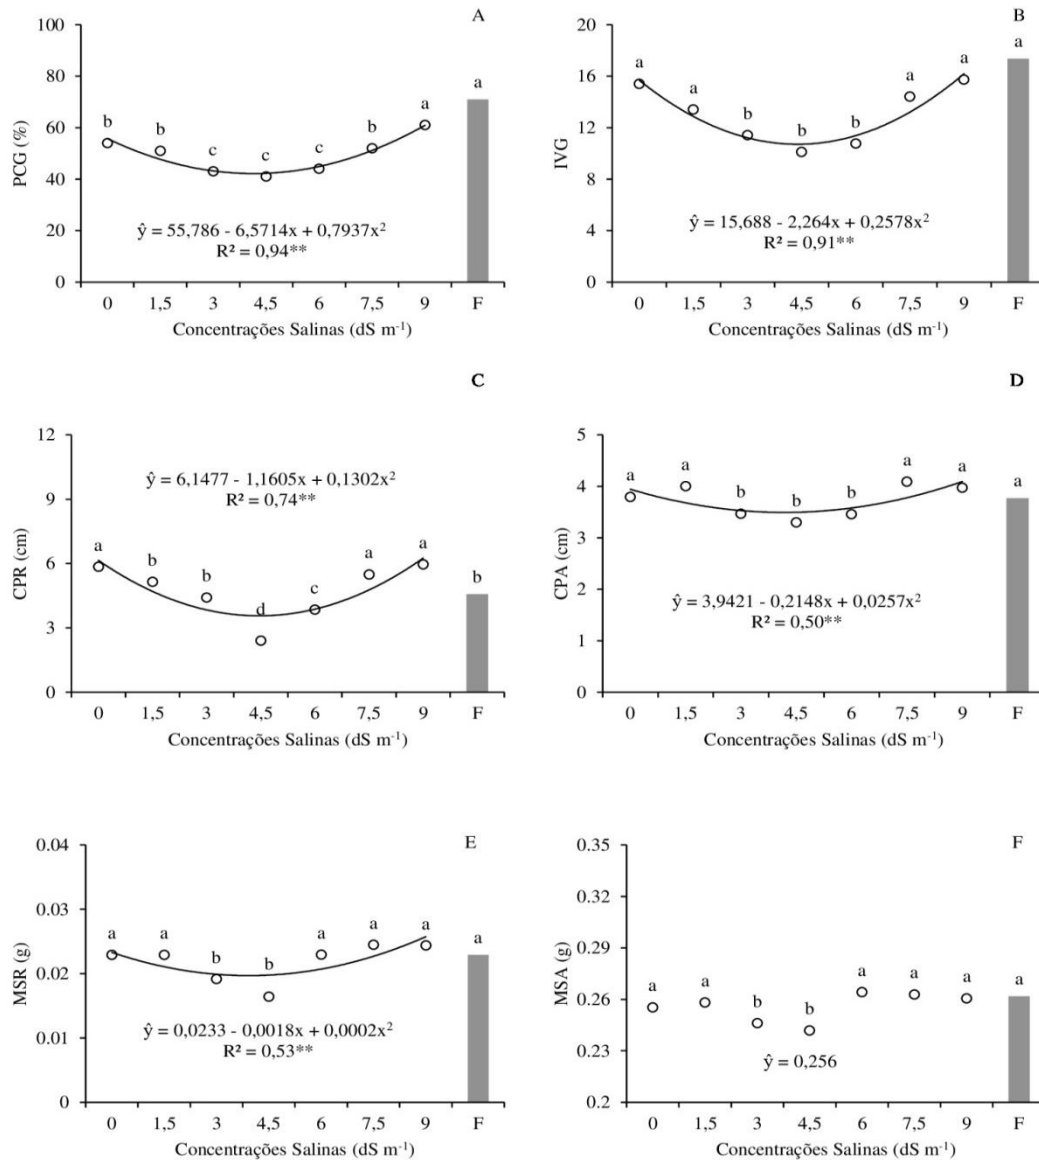 A
100
80
60
40
20
0
PCG (%)
b b c c c b a a
ŷ = 55,786 - 6,5714x + 0,7937x²
R² = 0,94**
0 1,5 3 4,5 6 7,5 9 F
Concentrações Salinas (dS m⁻¹)
B
20
16
12
8
4
0
IVG
a a b b b a a a
ŷ = 15,688 - 2,264x + 0,2578x²
R² = 0,91**
0 1,5 3 4,5 6 7,5 9 F
Concentrações Salinas (dS m⁻¹)
C
12
9
6
3
0
CPR (cm)
ŷ = 6,1477 - 1,1605x + 0,1302x²
R² = 0,74**
a b b d c a a b
0 1,5 3 4,5 6 7,5 9 F
Concentrações Salinas (dS m⁻¹)
D
6
5
4
3
2
1
0
CPA (cm)
a a b b b a a a
ŷ = 3,9421 - 0,2148x + 0,0257x²
R² = 0,50**
0 1,5 3 4,5 6 7,5 9 F
Concentrações Salinas (dS m⁻¹)
E
0.04
0.03
0.02
0.01
0
MSR (g)
a a b b a a a a
ŷ = 0,0233 - 0,0018x + 0,0002x²
R² = 0,53**
0 1,5 3 4,5 6 7,5 9 F
Concentrações Salinas (dS m⁻¹)
F
0.35
0.32
0.29
0.26
0.23
0.2
MSA (g)
a a b b a a a a
ŷ = 0,256
0 1,5 3 4,5 6 7,5 9 F
Concentrações Salinas (dS m⁻¹)